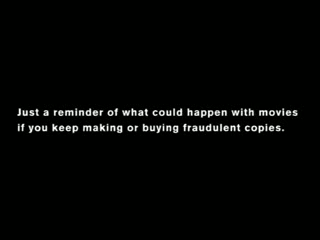 Just a reminder of what could happen with movies
if you keep making or buying fraudulent copies.